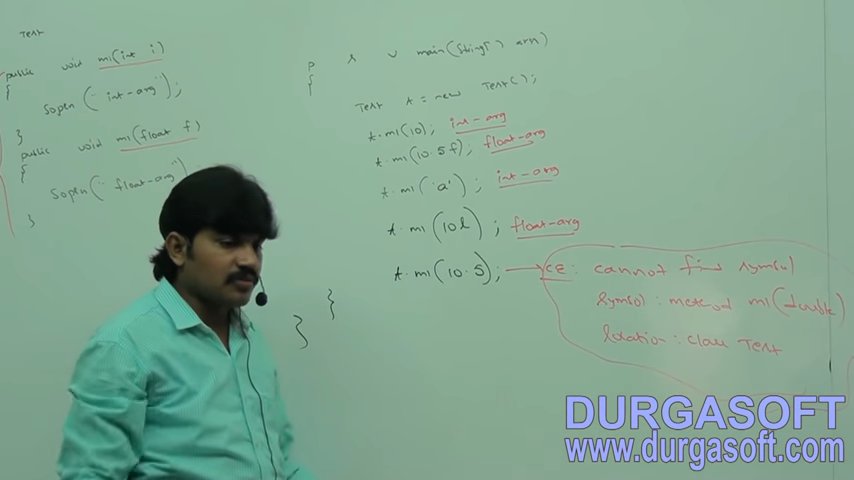 Test
public void m1(int i)
{
Sopln("int-arg");
}
public void m1(float f)
{
Sopln("float-arg");
}
p s v main(String[] args)
{
Test t = new Test();
t.m1(10); int-arg
t.m1(10.5f); float-arg
t.m1('a'); int-arg
t.m1(10l); float-arg
t.m1(10.5); CE: cannot find symbol
symbol: method m1(double)
location: class Test
}
}
DURGASOFT
www.durgasoft.com